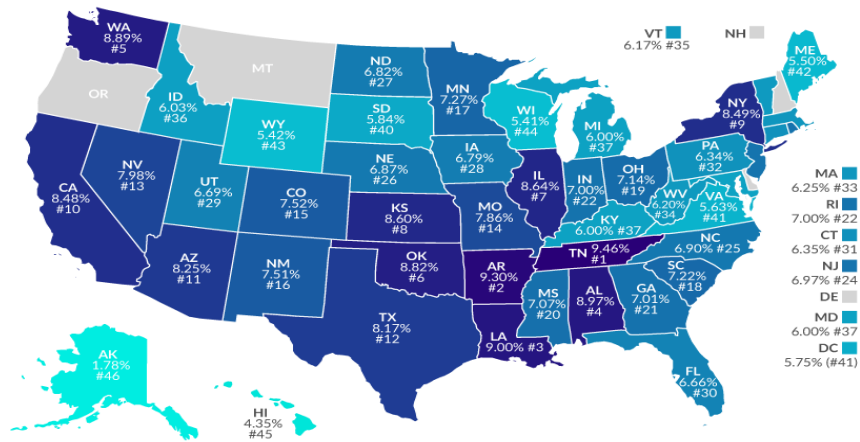 WA
8.89%
#5
OR
CA
8.48%
#10
NV
7.98%
#13
ID
6.03%
#36
MT
WY
5.42%
#43
UT
6.69%
#29
AZ
8.25%
#11
CO
7.52%
#15
NM
7.51%
#16
ND
6.82%
#27
SD
5.84%
#40
NE
6.87%
#26
KS
8.60%
#8
OK
8.82%
#6
TX
8.17%
#12
MN
7.27%
#17
IA
6.79%
#28
MO
7.86%
#14
AR
9.30%
#2
LA
9.00% #3
WI
5.41%
#44
IL
8.64%
#7
MI
6.00%
#37
IN
7.00%
#22
OH
7.14%
#19
KY
6.00% #37
TN 9.46%
#1
MS
7.07%
#20
AL
8.97%
#4
GA
7.01%
#21
FL
6.66%
#30
SC
7.22%
#18
NC
6.90% #25
VA
5.63%
#41
WV
6.20%
#34
PA
6.34%
#32
NY
8.49%
#9
ME
5.50%
#42
VT
6.17% #35
NH
MA
6.25% #33
RI
7.00% #22
CT
6.35% #31
NJ
6.97% #24
DE
MD
6.00% #37
DC
5.75% (#41)
AK
1.78%
#46
HI
4.35%
#45